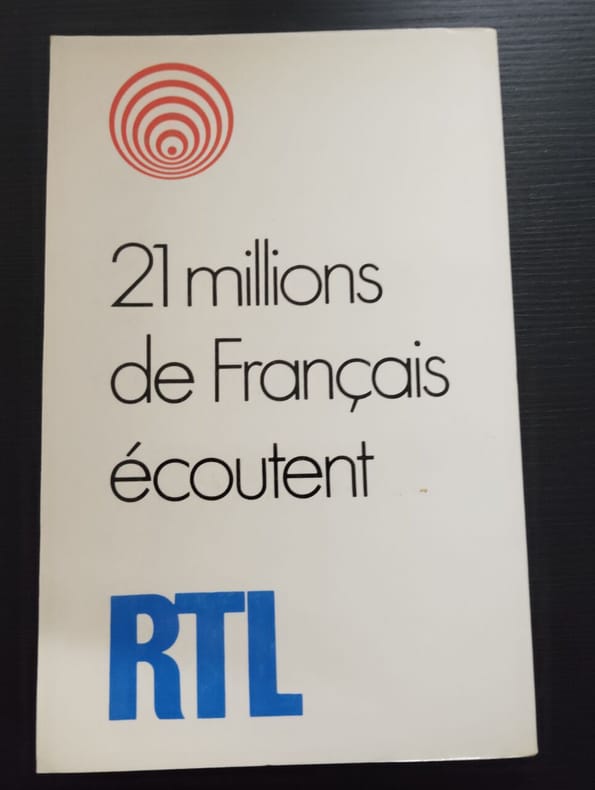 21 millions
de Français
écoutent
RTL